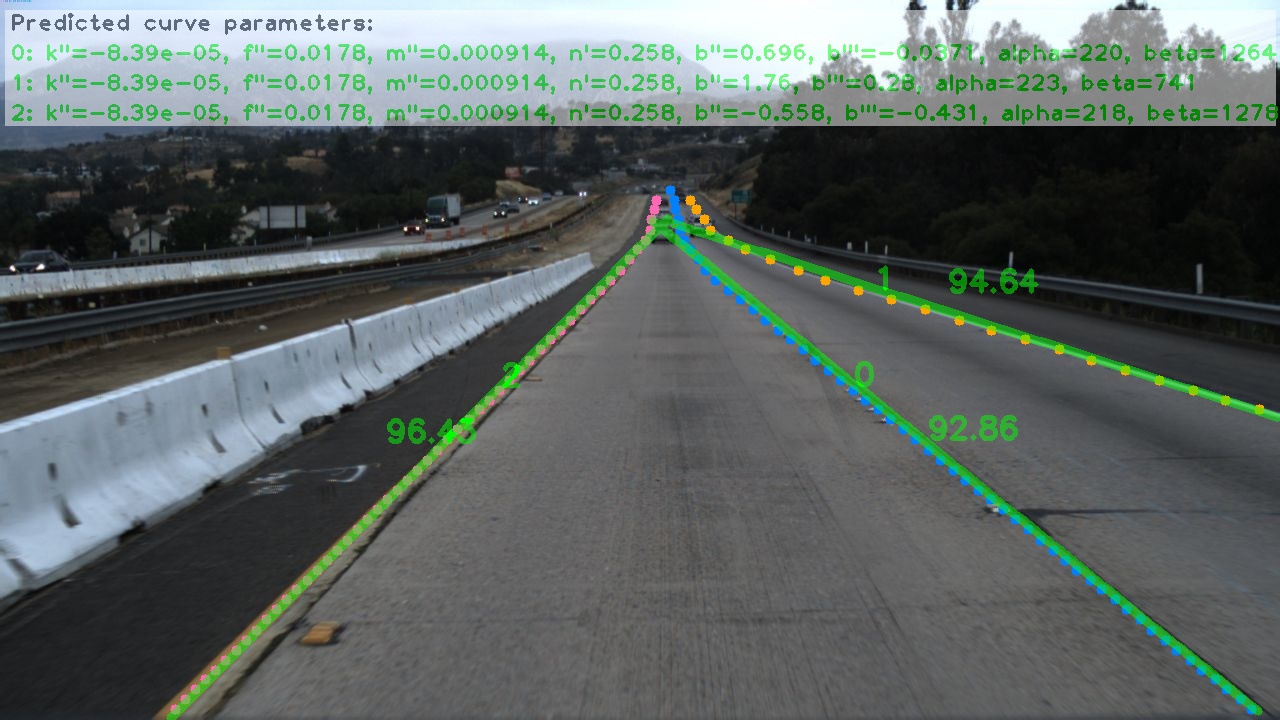 Predicted curve parameters:
0: k''=-8.39e-05, f''=0.0178, m''=0.000914, n'=0.258, b''=0.696, b'''=-0.0371, alpha=220, beta=1264
1: k''=-8.39e-05, f''=0.0178, m''=0.000914, n'=0.258, b''=1.76, b'''=0.28, alpha=223, beta=741
2: k''=-8.39e-05, f''=0.0178, m''=0.000914, n'=0.258, b''=-0.558, b'''=-0.431, alpha=218, beta=1278
1 94.64
2 0
96.45 92.86